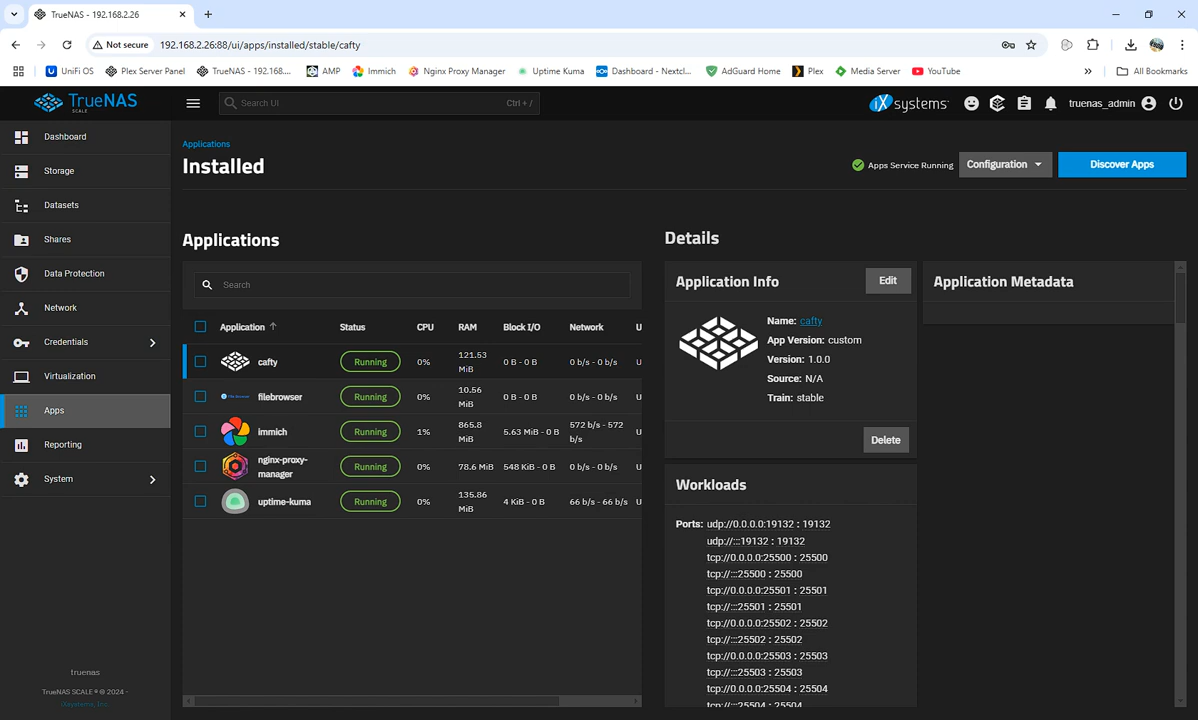 TrueNAS - 192.168.2.26
Not secure
192.168.2.26:88/ui/apps/installed/stable/cafty
UniFi OS
Plex Server Panel
TrueNAS - 192.168....
AMP
Immich
Nginx Proxy Manager
Uptime Kuma
Dashboard - Nextcl...
AdGuard Home
Plex
Media Server
YouTube
All Bookmarks
TrueNAS
SCALE
Search UI
Ctrl + /
iXsystems
truenas_admin
Dashboard
Storage
Datasets
Shares
Data Protection
Network
Credentials
Virtualization
Apps
Reporting
System
truenas
TrueNAS SCALE ® © 2024 -
iXsystems, Inc.
Applications
Installed
Apps Service Running
Configuration
Discover Apps
Applications
Search
Application
Status
CPU
RAM
Block I/O
Network
U
cafty
Running
0%
121.53
MiB
0 B - 0 B
0 b/s - 0 b/s
U
filebrowser
Running
0%
10.56
MiB
0 B - 0 B
0 b/s - 0 b/s
U
immich
Running
1%
865.8
MiB
5.63 MiB - 0 B
572 b/s - 572
b/s
U
nginx-proxy-
manager
Running
0%
78.6 MiB
548 KiB - 0 B
0 b/s - 0 b/s
U
uptime-kuma
Running
0%
135.86
MiB
4 KiB - 0 B
66 b/s - 66 b/s
U
Details
Application Info
Edit
Name: cafty
App Version: custom
Version: 1.0.0
Source: N/A
Train: stable
Delete
Application Metadata
Workloads
Ports: udp://0.0.0.0:19132 : 19132
udp://:::19132 : 19132
tcp://0.0.0.0:25500 : 25500
tcp://:::25500 : 25500
tcp://0.0.0.0:25501 : 25501
tcp://:::25501 : 25501
tcp://0.0.0.0:25502 : 25502
tcp://:::25502 : 25502
tcp://0.0.0.0:25503 : 25503
tcp://:::25503 : 25503
tcp://0.0.0.0:25504 : 25504
tcp://:::25504 : 25504